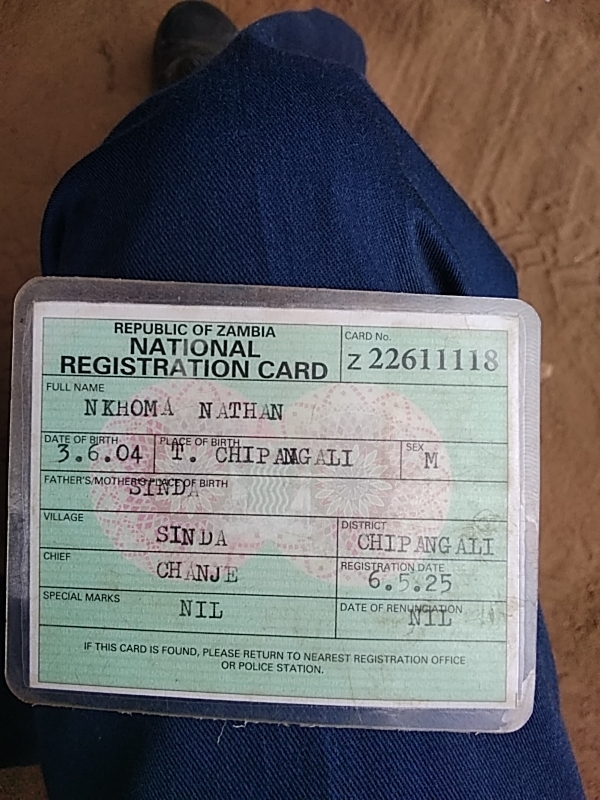 REPUBLIC OF ZAMBIA
NATIONAL
REGISTRATION CARD
CARD No.
Z 22611118
FULL NAME
NKHOMA NATHAN
DATE OF BIRTH
3.6.04
PLACE OF BIRTH
T. CHIPANGALI
SEX
M
FATHER'S/MOTHER'S PLACE OF BIRTH
SINDA
VILLAGE
SINDA
DISTRICT
CHIPANGALI
CHIEF
CHANJE
REGISTRATION DATE
6.5.25
SPECIAL MARKS
NIL
DATE OF RENUNCIATION
NIL
IF THIS CARD IS FOUND, PLEASE RETURN TO NEAREST REGISTRATION OFFICE
OR POLICE STATION.